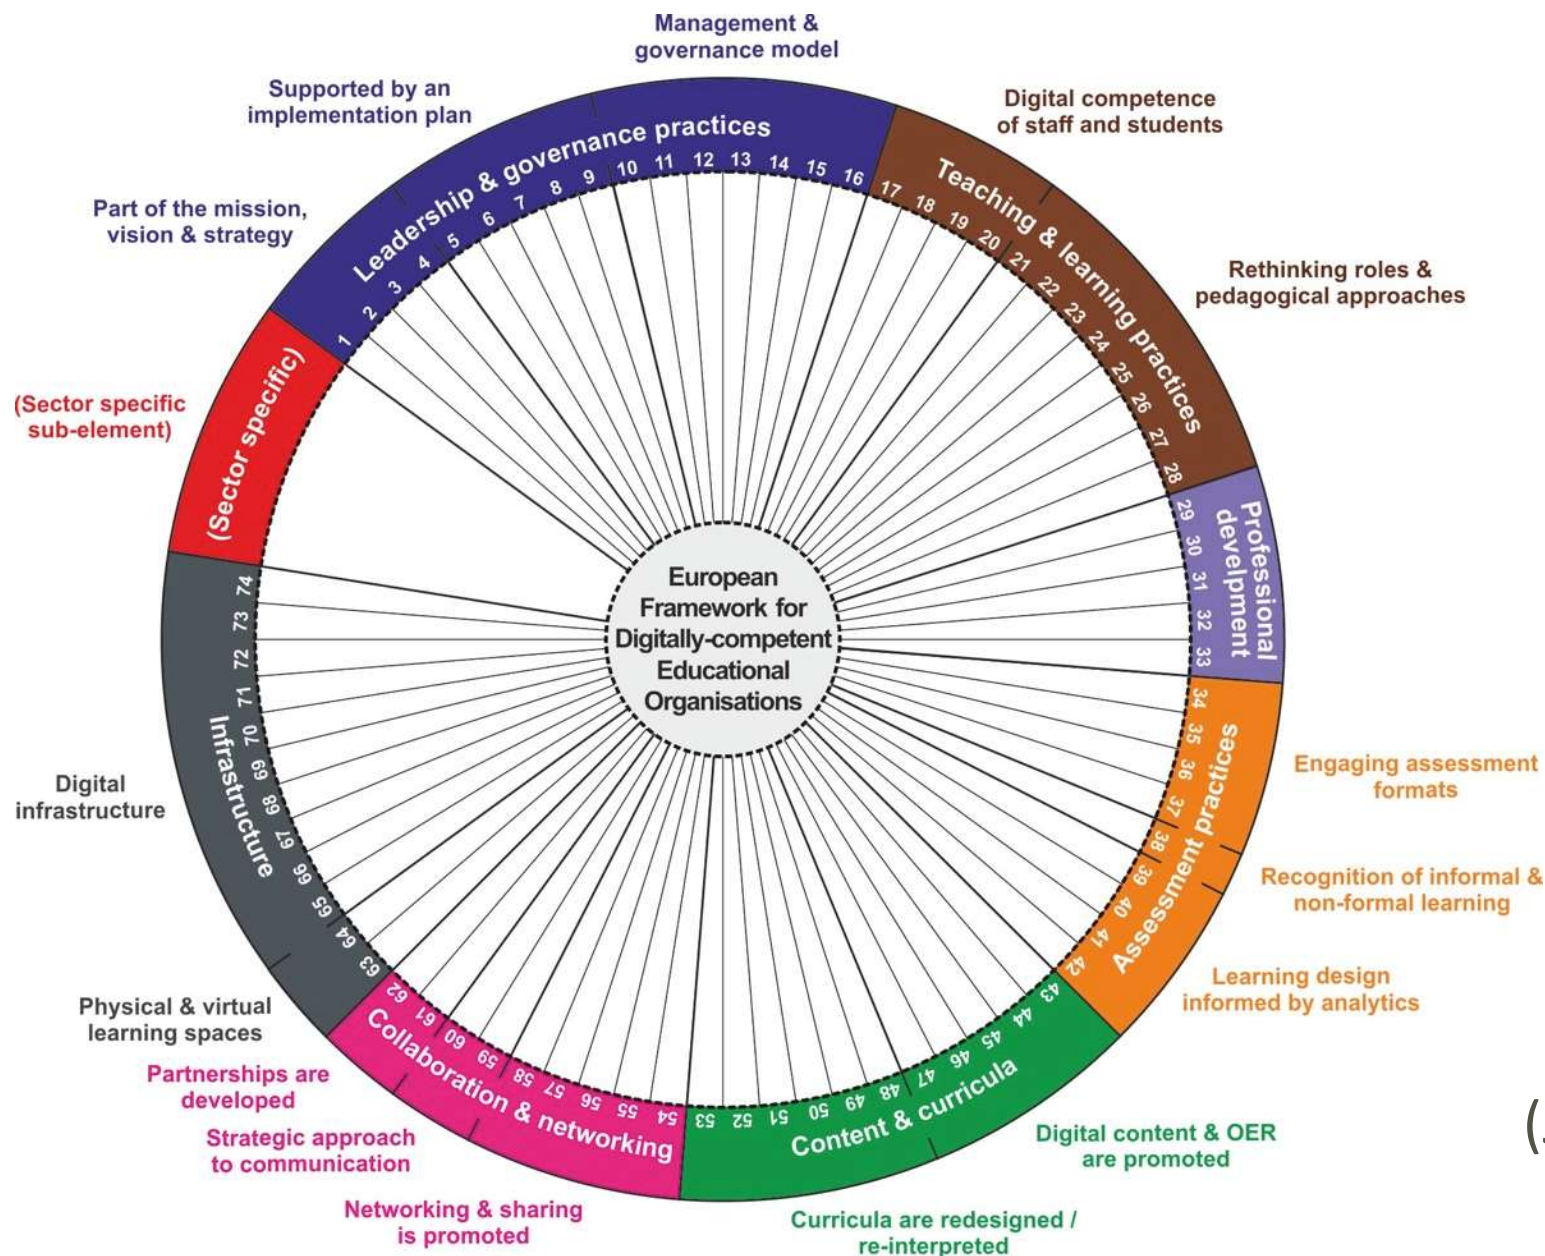 Management &
governance model
Supported by an
implementation plan
Digital competence
of staff and students
Part of the mission,
vision & strategy
Rethinking roles &
pedagogical approaches
(Sector specific
sub-element)
Leadership & governance practices
Teaching & learning practices
Professional
develpment
Assessment practices
Content & curricula
Collaboration & networking
Infrastructure
(Sector specific)
1
2
3
4
5
6
7
8
9
10
11
12
13
14
15
16
17
18
19
20
21
22
23
24
25
26
27
28
29
30
31
32
33
34
35
36
37
38
39
40
41
42
43
44
45
46
47
48
49
50
51
52
53
54
55
56
57
58
59
60
61
62
63
64
65
66
67
68
69
70
71
72
73
74
European
Framework for
Digitally-competent
Educational
Organisations
Engaging assessment
formats
Recognition of informal &
non-formal learning
Learning design
informed by analytics
Digital content & OER
are promoted
Curricula are redesigned /
re-interpreted
Networking & sharing
is promoted
Strategic approach
to communication
Partnerships are
developed
Physical & virtual
learning spaces
Digital
infrastructure
(